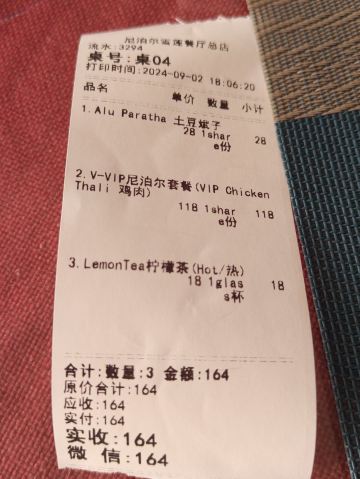 尼泊尔雪莲餐厅总店
流水:3294
桌号: 桌04
打印时间:2024-09-02 18:06:20
品名 单价 数量 小计
1.Alu Paratha 土豆嫔子
28 1shar 28
e份
2.V-VIP尼泊尔套餐(VIP Chicken
Thali 鸡肉)
118 1shar 118
e份
3.LemonTea柠檬茶(Hot/热)
18 1glas 18
s杯
合计:数量:3 金额:164
原价合计:164
应收:164
实付:164
实收:164
微信:164